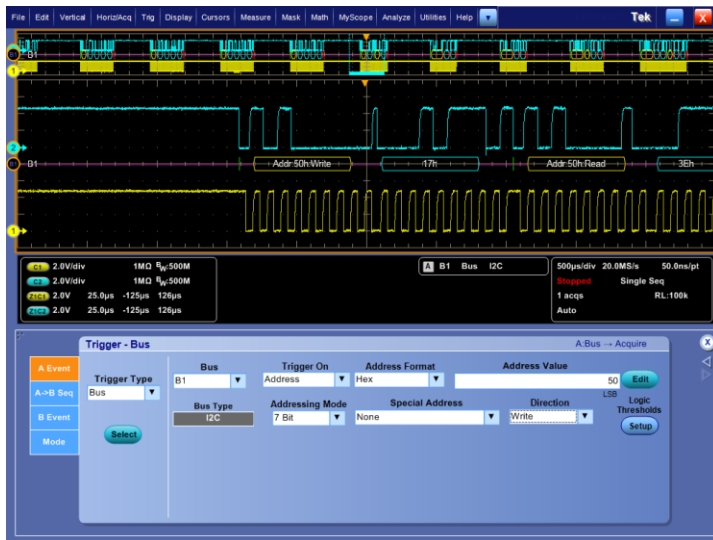 File Edit Vertical Horiz/Acq Trig Display Cursors Measure Mask Math MyScope Analyze Utilities Help Tek X
B1
1
2
B1 B1 Addr 50h:Write 17h Addr 50h:Read 3Eh
1
C1 2.0V/div 1MΩ BW:500M
C2 2.0V/div 1MΩ BW:500M
Z1C1 2.0V 25.0µs -125µs 126µs
Z1C2 2.0V 25.0µs -125µs 126µs
A B1 Bus I2C
500µs/div 20.0MS/s 50.0ns/pt
Stopped Single Seq
1 acqs RL:100k
Auto
Trigger - Bus A:Bus → Acquire X
A Event
A->B Seq
B Event
Mode
Trigger Type
Bus
Select
Bus Trigger On Address Format Address Value
B1 Address Hex 50 Edit
LSB
Bus Type Addressing Mode Special Address Direction Logic Thresholds
I2C 7 Bit None Write Setup